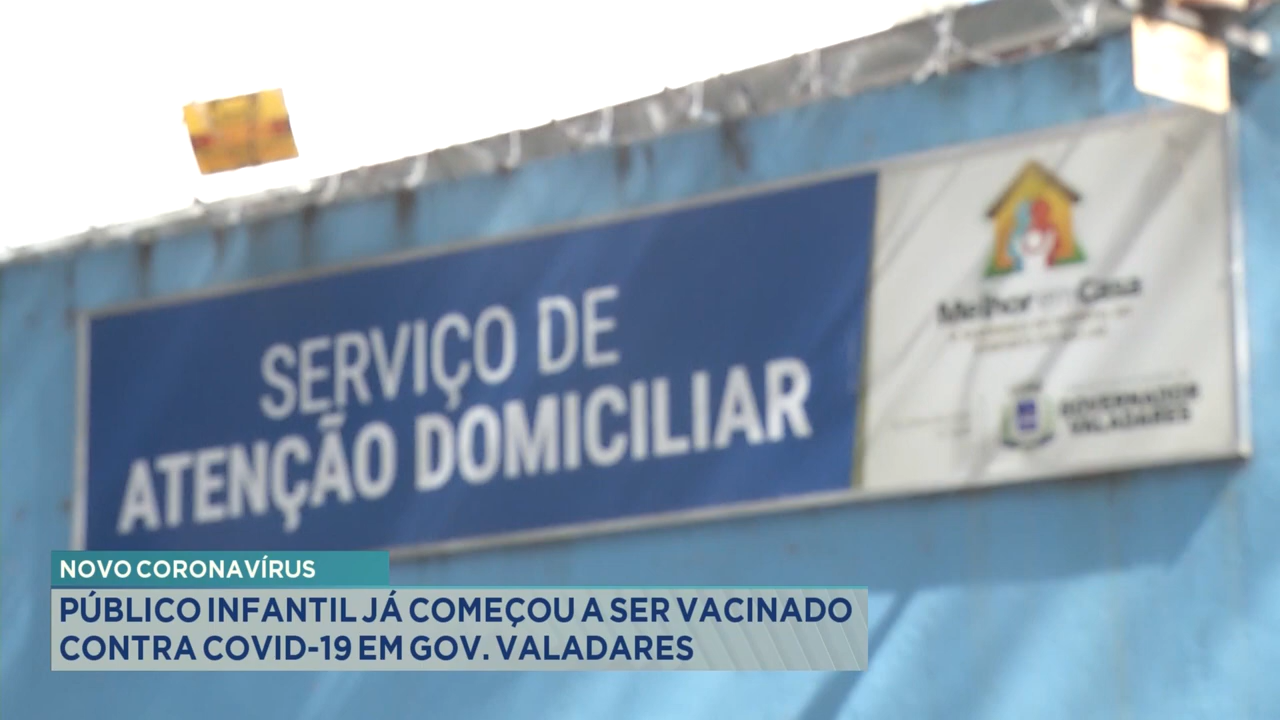 SERVIÇO DE
ATENÇÃO DOMICILIAR
Melhor em Casa
GOVERNADOR
VALADARES
NOVO CORONAVÍRUS
PÚBLICO INFANTIL JÁ COMEÇOU A SER VACINADO
CONTRA COVID-19 EM GOV. VALADARES